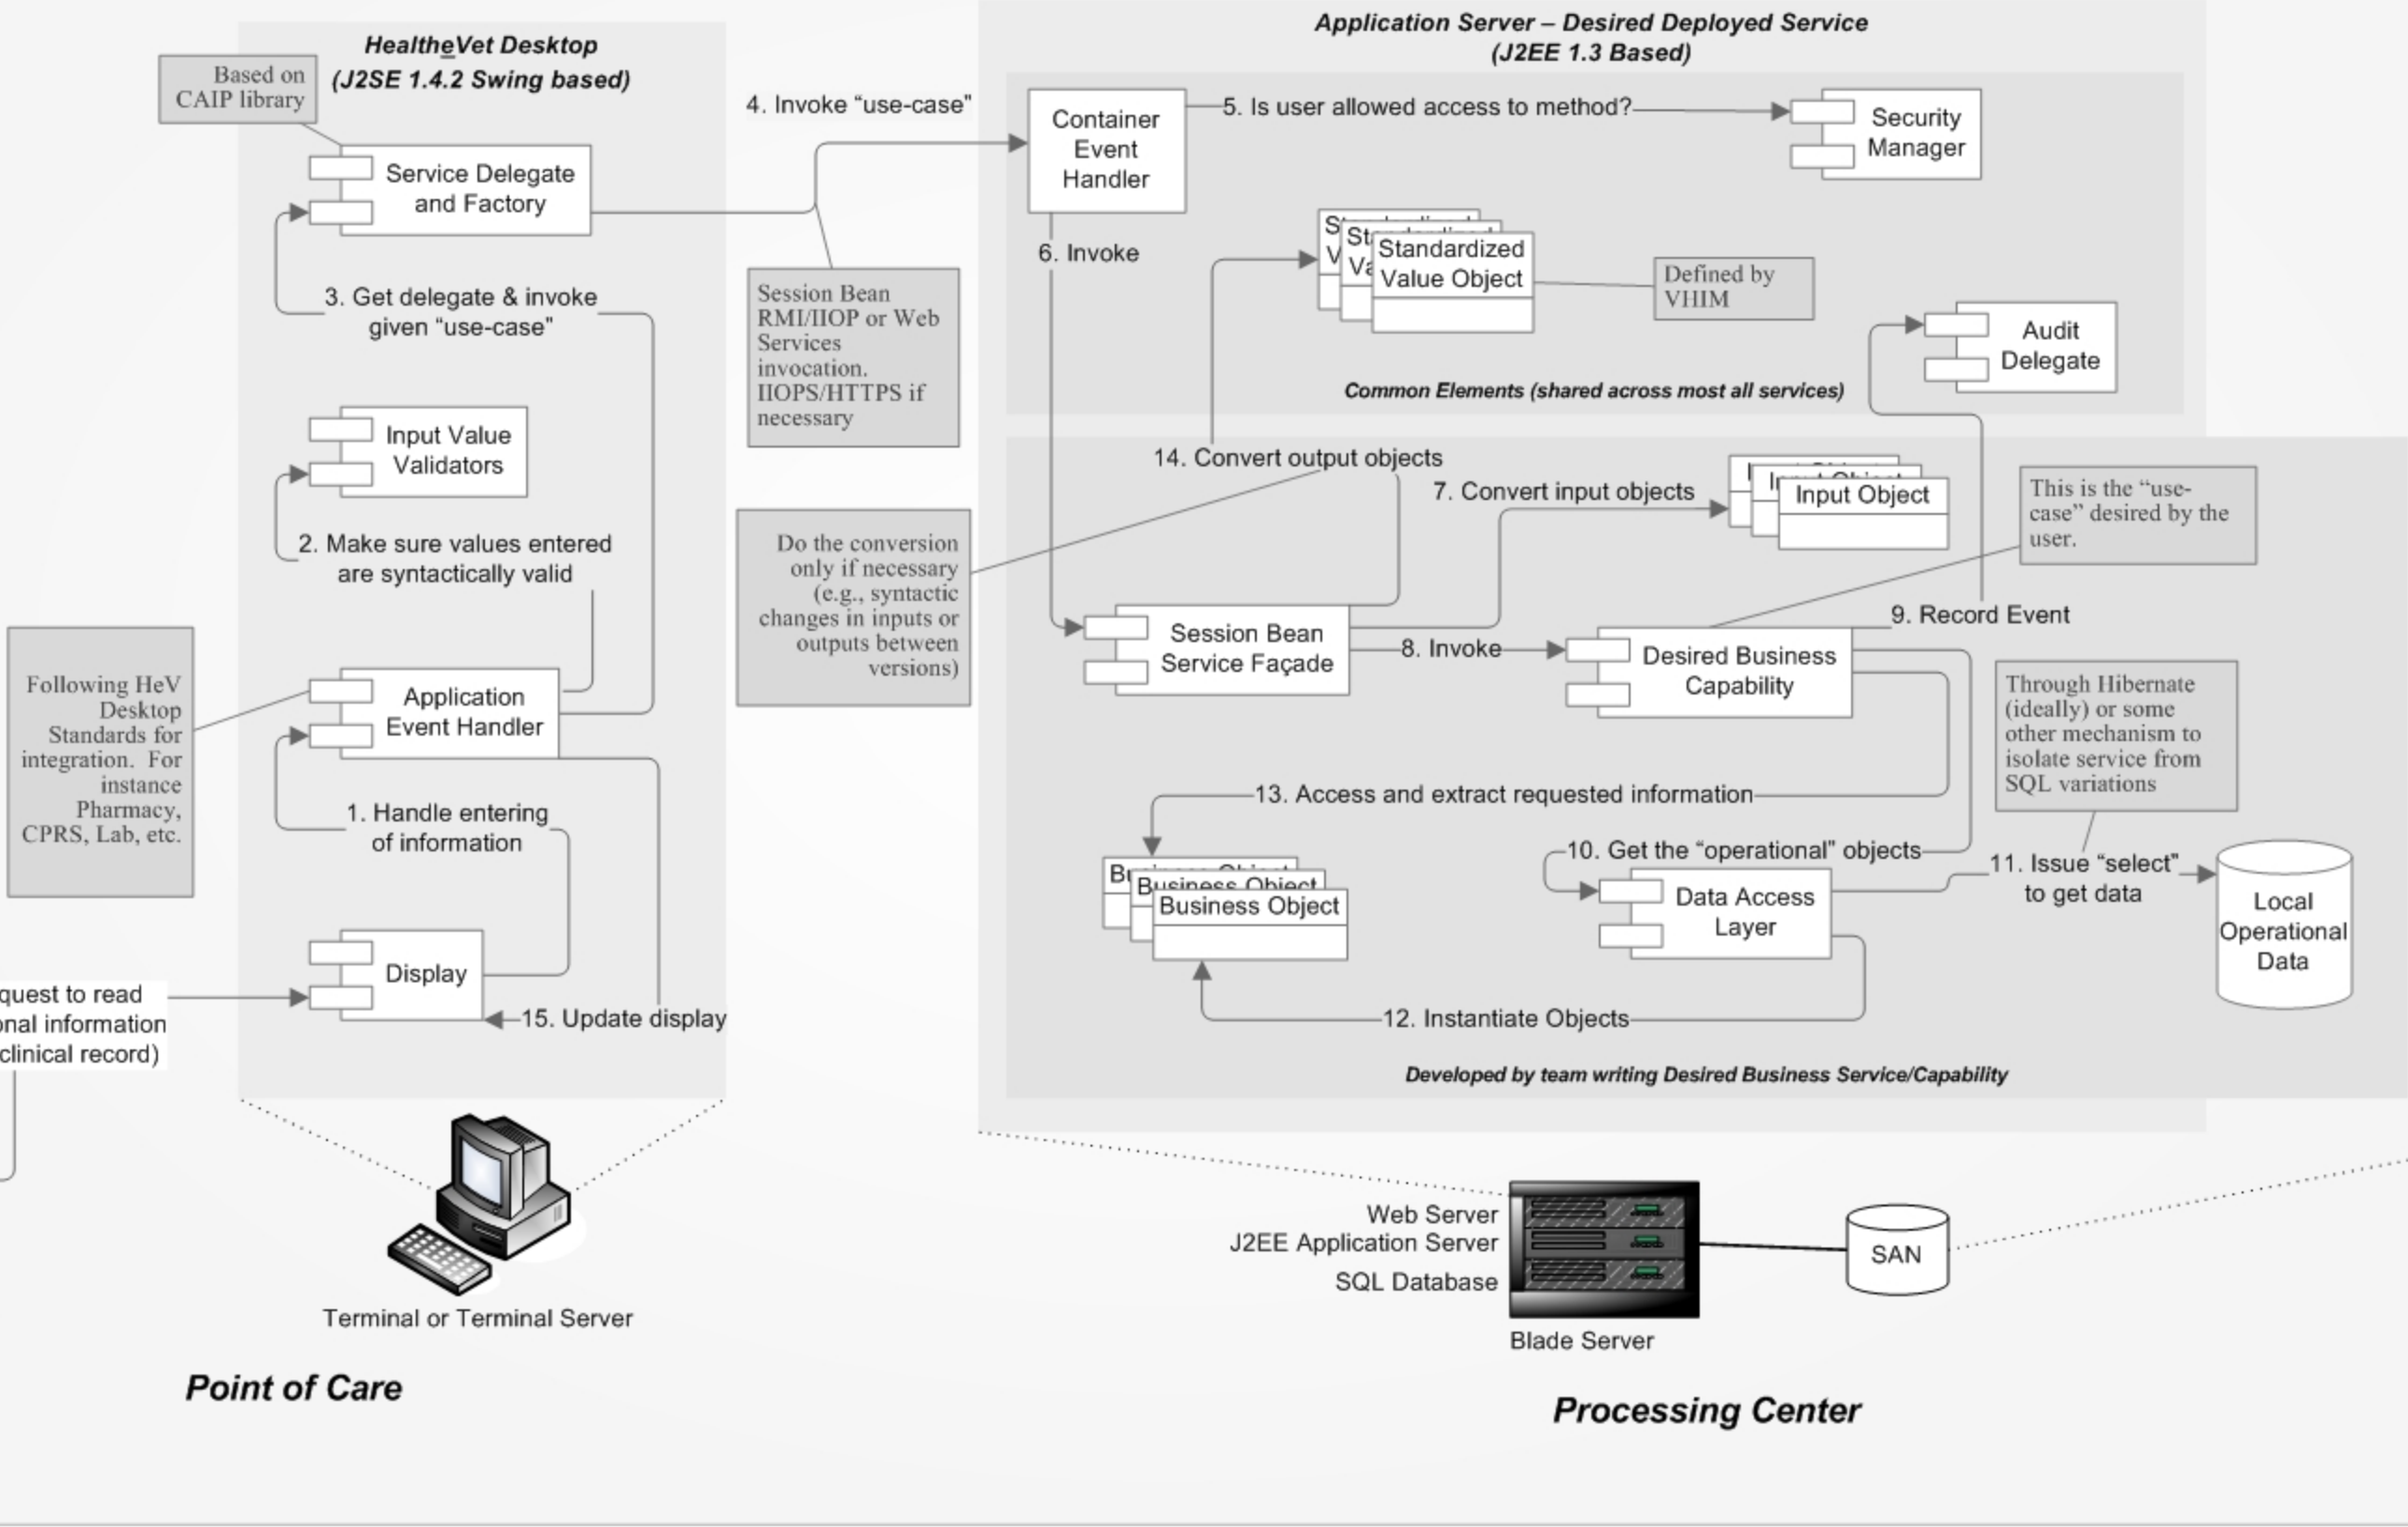 HealtheVet Desktop
(J2SE 1.4.2 Swing based)
Based on
CAIP library
Service Delegate
and Factory
3. Get delegate & invoke
given “use-case”
Input Value
Validators
2. Make sure values entered
are syntactically valid
Following HeV
Desktop
Standards for
integration. For
instance
Pharmacy,
CPRS, Lab, etc.
Application
Event Handler
1. Handle entering
of information
Display
quest to read
onal information
clinical record)
15. Update display
Terminal or Terminal Server
Point of Care
4. Invoke “use-case”
Session Bean
RMI/IIOP or Web
Services
invocation.
IIOPS/HTTPS if
necessary
Do the conversion
only if necessary
(e.g., syntactic
changes in inputs or
outputs between
versions)
Application Server – Desired Deployed Service
(J2EE 1.3 Based)
Container
Event
Handler
5. Is user allowed access to method?
Security
Manager
6. Invoke
Standardized
Value Object
Defined by
VHIM
Audit
Delegate
Common Elements (shared across most all services)
14. Convert output objects
7. Convert input objects
Input Object
This is the “use-
case” desired by the
user.
Session Bean
Service Façade
8. Invoke
Desired Business
Capability
9. Record Event
Through Hibernate
(ideally) or some
other mechanism to
isolate service from
SQL variations
13. Access and extract requested information
10. Get the “operational” objects
11. Issue “select”
to get data
Business Object
Business Object
Business Object
Data Access
Layer
Local
Operational
Data
12. Instantiate Objects
Developed by team writing Desired Business Service/Capability
Web Server
J2EE Application Server
SQL Database
SAN
Blade Server
Processing Center